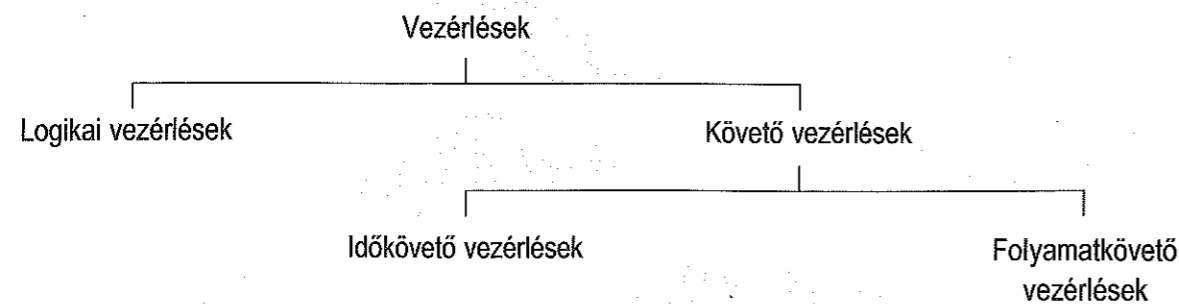 Vezérlések
Logikai vezérlések
Követő vezérlések
Időkövető vezérlések
Folyamatkövető
vezérlések